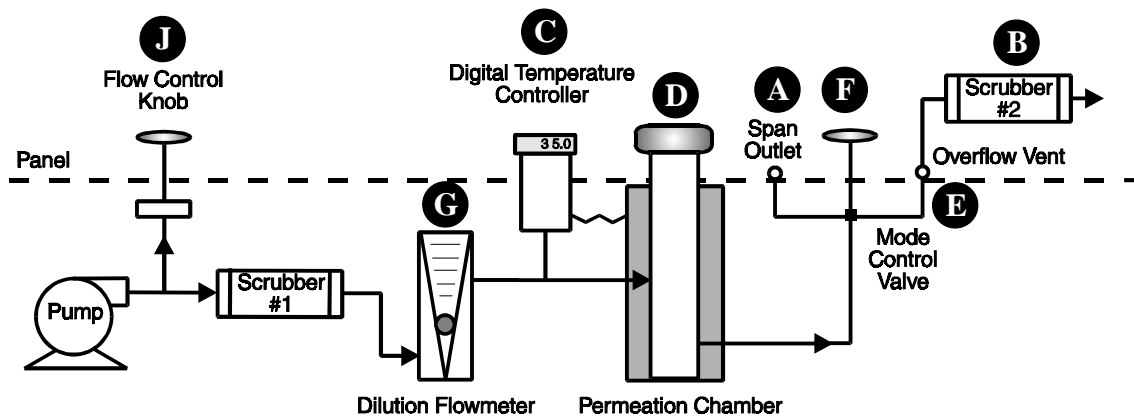 J
Flow Control
Knob
C
Digital Temperature
Controller
D
A
Span
Outlet
F
B
Scrubber
#2
Panel
35.0
Overflow Vent
E
G
Mode
Control
Valve
Pump
Scrubber
#1
Dilution Flowmeter
Permeation Chamber